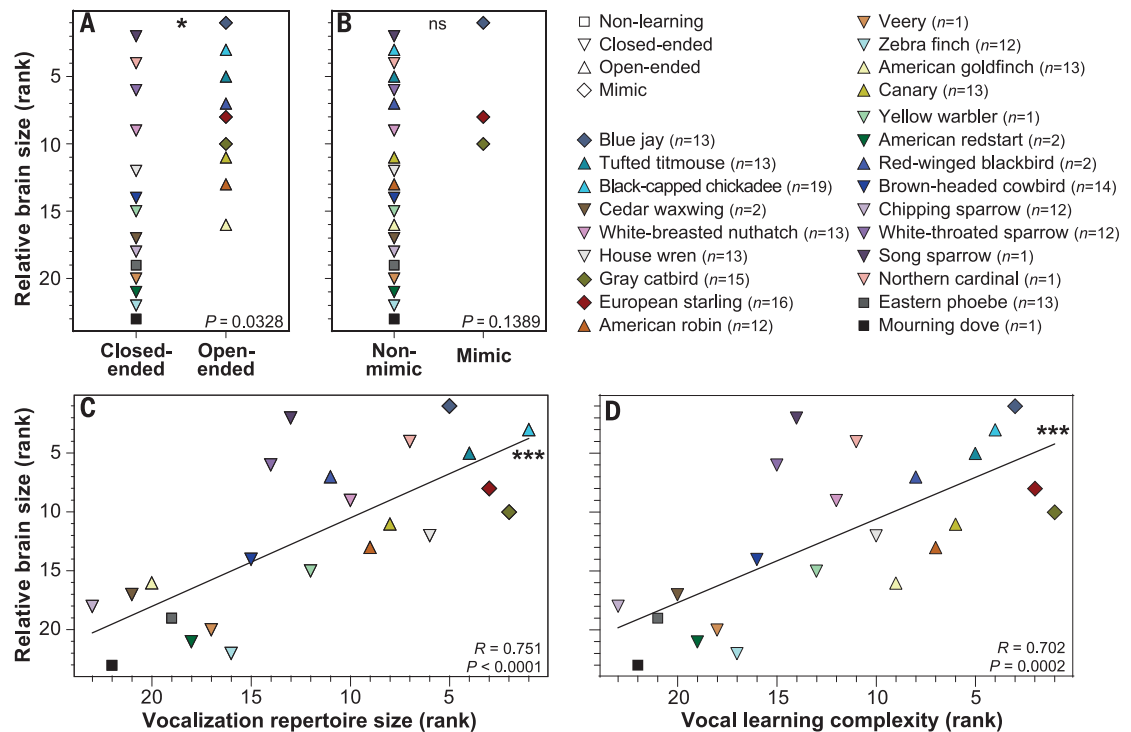 A
*
Relative brain size (rank)
5
10
15
20
P = 0.0328
Closed-
ended
Open-
ended
B
ns
P = 0.1389
Non-
mimic
Mimic
Non-learning
Closed-ended
Open-ended
Mimic
Blue jay (n=13)
Tufted titmouse (n=13)
Black-capped chickadee (n=19)
Cedar waxwing (n=2)
White-breasted nuthatch (n=13)
House wren (n=13)
Gray catbird (n=15)
European starling (n=16)
American robin (n=12)
Veery (n=1)
Zebra finch (n=12)
American goldfinch (n=13)
Canary (n=13)
Yellow warbler (n=1)
American redstart (n=2)
Red-winged blackbird (n=2)
Brown-headed cowbird (n=14)
Chipping sparrow (n=12)
White-throated sparrow (n=12)
Song sparrow (n=1)
Northern cardinal (n=1)
Eastern phoebe (n=13)
Mourning dove (n=1)
C
***
Relative brain size (rank)
5
10
15
20
R = 0.751
P < 0.0001
20 15 10 5
Vocalization repertoire size (rank)
D
***
R = 0.702
P = 0.0002
20 15 10 5
Vocal learning complexity (rank)